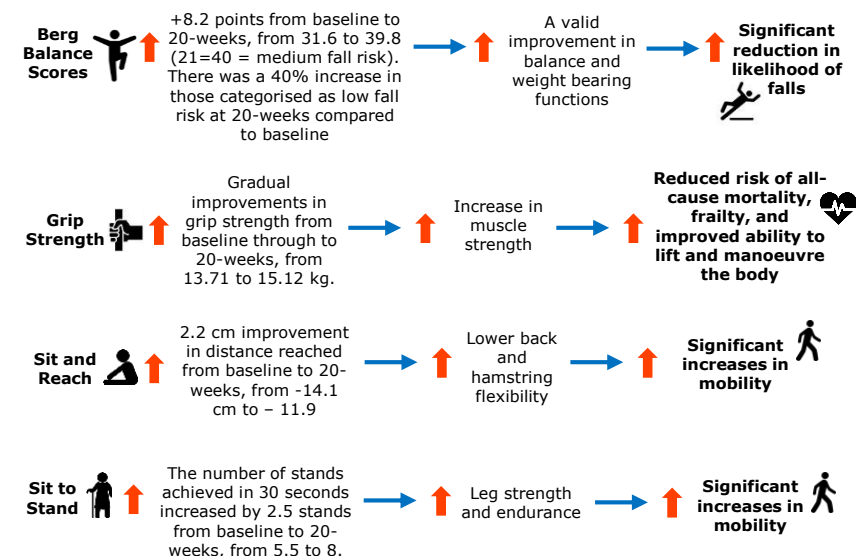 Berg
Balance
Scores
+8.2 points from baseline to
20-weeks, from 31.6 to 39.8
(21=40 = medium fall risk).
There was a 40% increase in
those categorised as low fall
risk at 20-weeks compared
to baseline
A valid
improvement in
balance and
weight bearing
functions
Significant
reduction in
likelihood of
falls
Grip
Strength
Gradual
improvements in
grip strength from
baseline through to
20-weeks, from
13.71 to 15.12 kg.
Increase in
muscle
strength
Reduced risk of all-
cause mortality,
frailty, and
improved ability to
lift and manoeuvre
the body
Sit and
Reach
2.2 cm improvement
in distance reached
from baseline to 20-
weeks, from -14.1
cm to – 11.9
Lower back
and
hamstring
flexibility
Significant
increases in
mobility
Sit to
Stand
The number of stands
achieved in 30 seconds
increased by 2.5 stands
from baseline to 20-
weeks, from 5.5 to 8.
Leg strength
and endurance
Significant
increases in
mobility